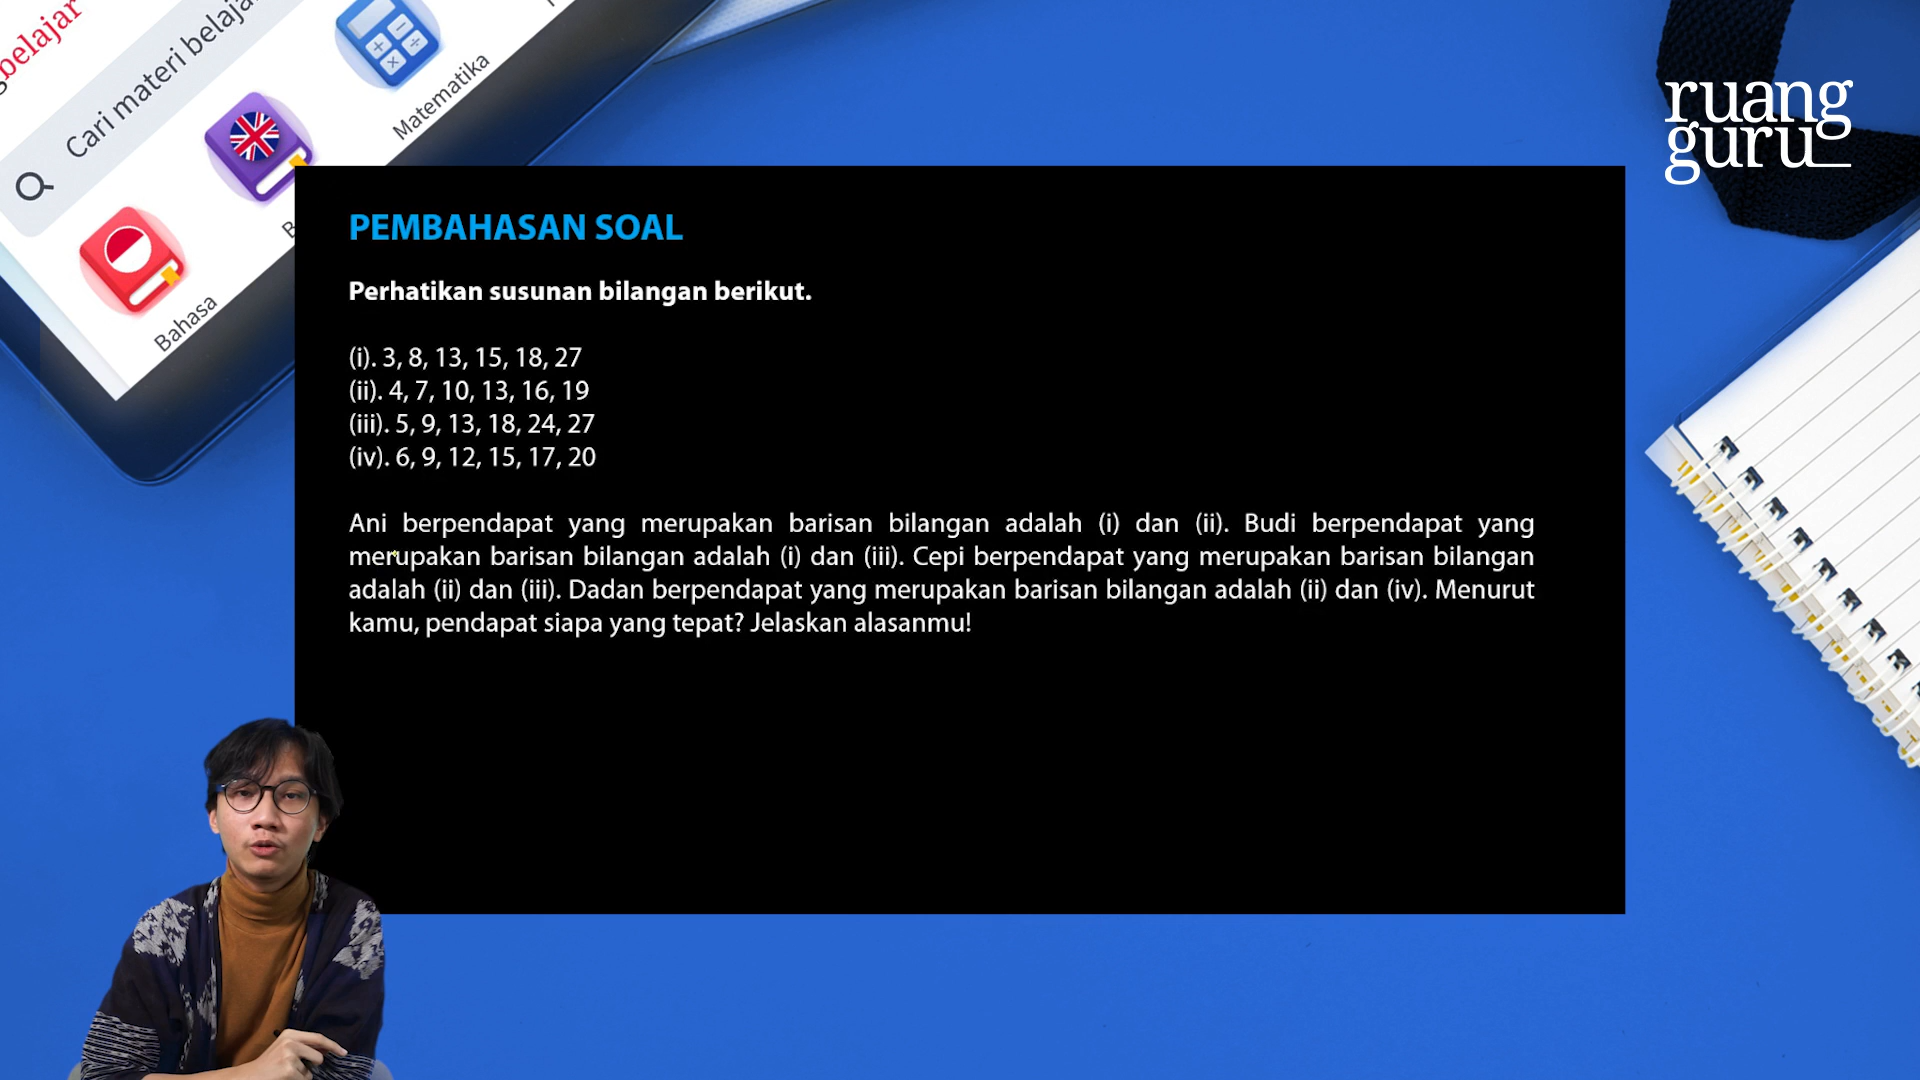 belajar
Cari materi belaja
Matematika
B
Bahasa
ruang
guru
PEMBAHASAN SOAL
Perhatikan susunan bilangan berikut.
(i). 3, 8, 13, 15, 18, 27
(ii). 4, 7, 10, 13, 16, 19
(iii). 5, 9, 13, 18, 24, 27
(iv). 6, 9, 12, 15, 17, 20
Ani berpendapat yang merupakan barisan bilangan adalah (i) dan (ii). Budi berpendapat yang
merupakan barisan bilangan adalah (i) dan (iii). Cepi berpendapat yang merupakan barisan bilangan
adalah (ii) dan (iii). Dadan berpendapat yang merupakan barisan bilangan adalah (ii) dan (iv). Menurut
kamu, pendapat siapa yang tepat? Jelaskan alasanmu!